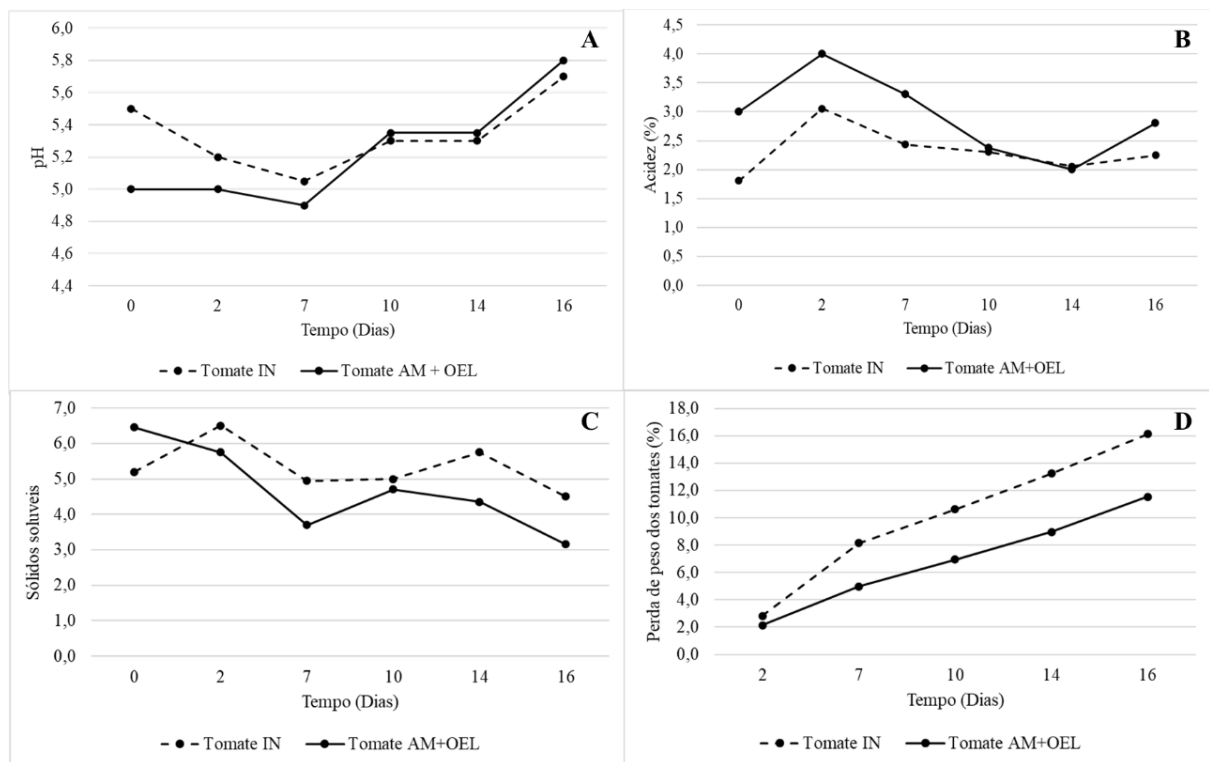 A
6,0
5,8
5,6
5,4
5,2
5,0
4,8
4,6
4,4
pH
0 2 7 10 14 16
Tempo (Dias)
Tomate IN Tomate AM + OEL
B
4,5
4,0
3,5
3,0
2,5
2,0
1,5
1,0
0,5
0,0
Acidez (%)
0 2 7 10 14 16
Tempo (Dias)
Tomate IN Tomate AM+OEL
C
7,0
6,0
5,0
4,0
3,0
2,0
1,0
0,0
Sólidos soluveis
0 2 7 10 14 16
Tempo (Dias)
Tomate IN Tomate AM+OEL
D
18,0
16,0
14,0
12,0
10,0
8,0
6,0
4,0
2,0
0,0
Perda de peso dos tomates (%)
2 7 10 14 16
Tempo (Dias)
Tomate IN Tomate AM+OEL